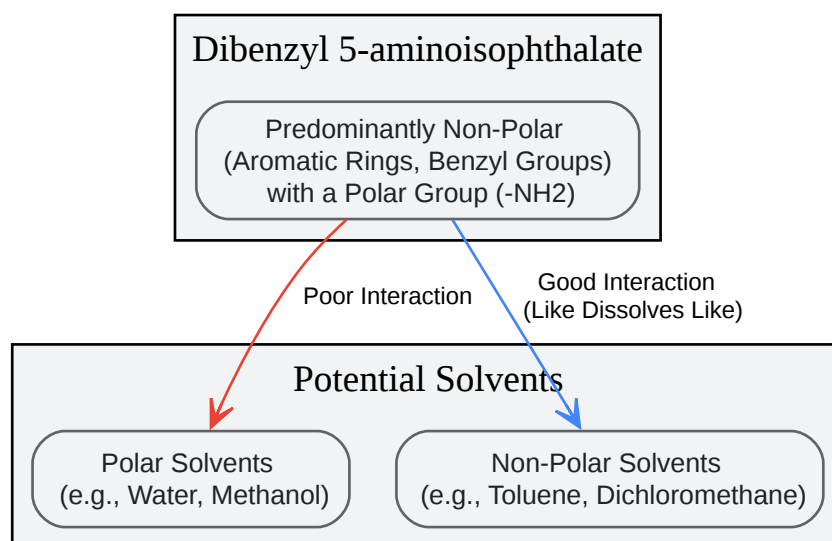 Dibenzyl 5-aminoisophthalate
Predominantly Non-Polar
(Aromatic Rings, Benzyl Groups)
with a Polar Group (-NH2)
Poor Interaction
Good Interaction
(Like Dissolves Like)
Potential Solvents
Polar Solvents
(e.g., Water, Methanol)
Non-Polar Solvents
(e.g., Toluene, Dichloromethane)